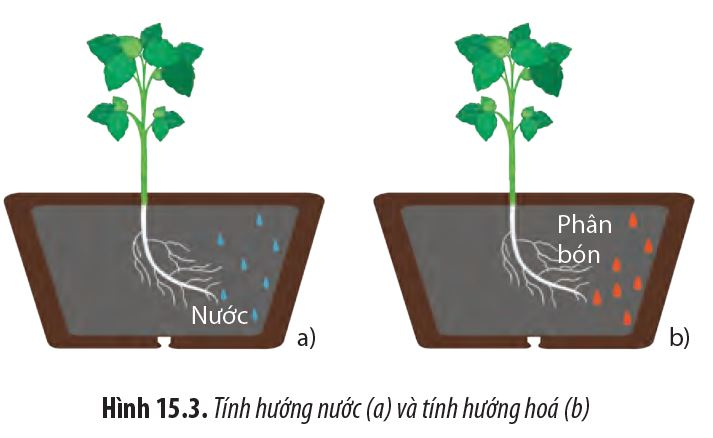 Phân
bón
Nước
a)
b)
Hình 15.3. Tính hướng nước (a) và tính hướng hoá (b)